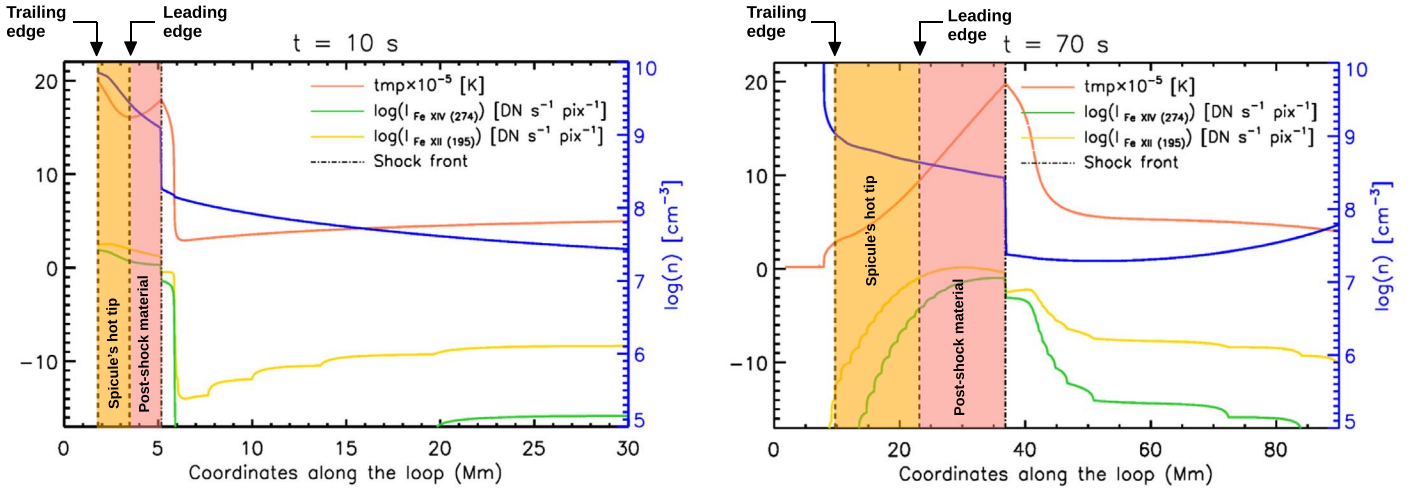 Trailing
edge
Leading
edge
t = 10 s
20
10
0
−10
tmp×10⁻⁵ [K]
log(I Fe XIV (274)) [DN s⁻¹ pix⁻¹]
log(I Fe XII (195)) [DN s⁻¹ pix⁻¹]
Shock front
Spicule's hot tip
Post-shock material
10
9
8
7
6
5
log(n) [cm⁻³]
0 5 10 15 20 25 30
Coordinates along the loop (Mm)
Trailing
edge
Leading
edge
t = 70 s
20
10
0
−10
tmp×10⁻⁵ [K]
log(I Fe XIV (274)) [DN s⁻¹ pix⁻¹]
log(I Fe XII (195)) [DN s⁻¹ pix⁻¹]
Shock front
Spicule's hot tip
Post-shock material
10
9
8
7
6
5
log(n) [cm⁻³]
0 20 40 60 80
Coordinates along the loop (Mm)